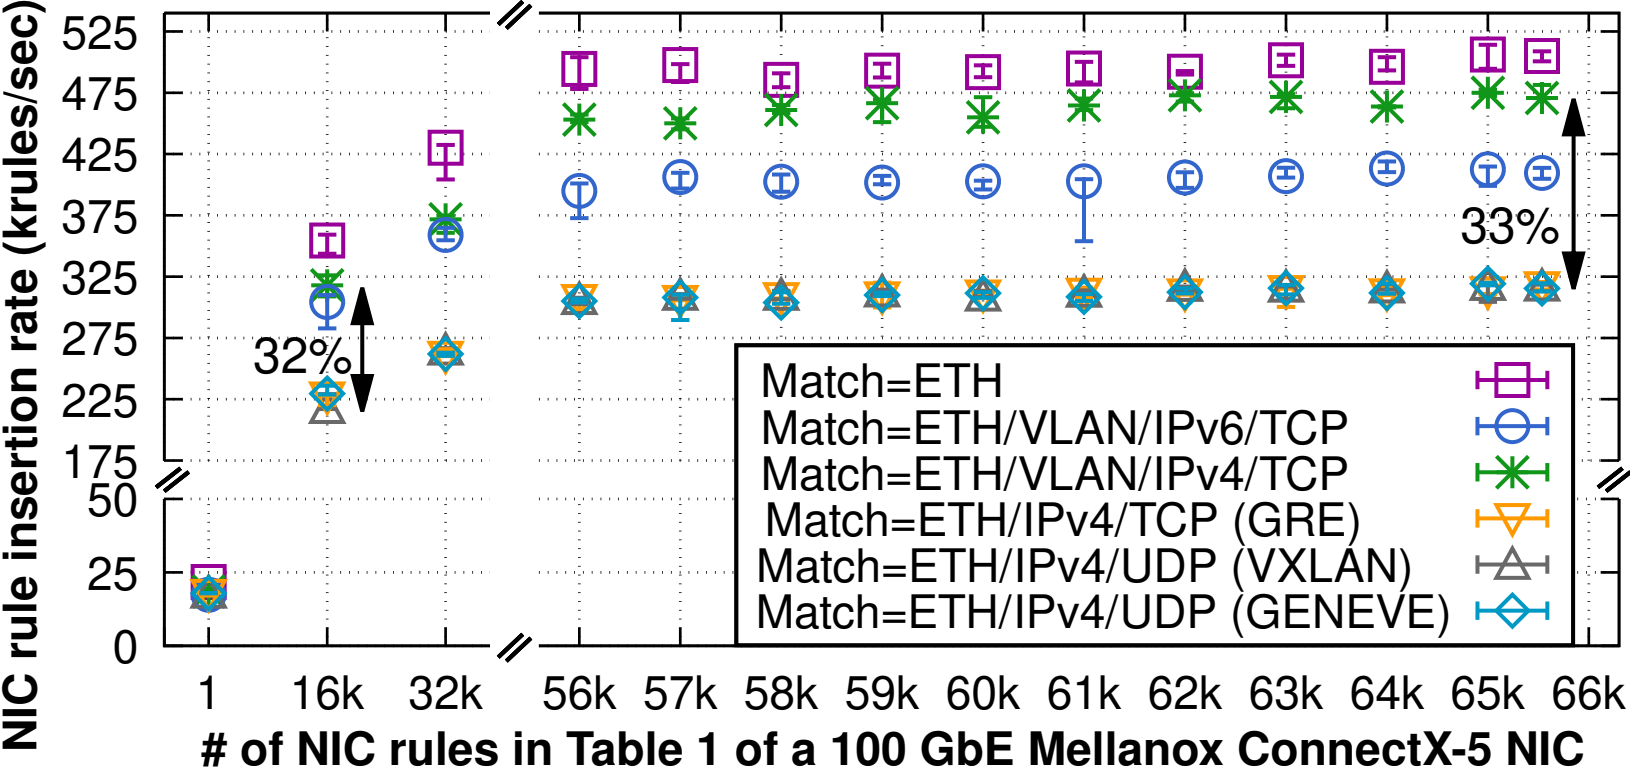 NIC rule insertion rate (krules/sec)
525
475
425
375
325
275
225
175
50
25
0
32%
33%
Match=ETH
Match=ETH/VLAN/IPv6/TCP
Match=ETH/VLAN/IPv4/TCP
Match=ETH/IPv4/TCP (GRE)
Match=ETH/IPv4/UDP (VXLAN)
Match=ETH/IPv4/UDP (GENEVE)
1 16k 32k 56k 57k 58k 59k 60k 61k 62k 63k 64k 65k 66k
# of NIC rules in Table 1 of a 100 GbE Mellanox ConnectX-5 NIC